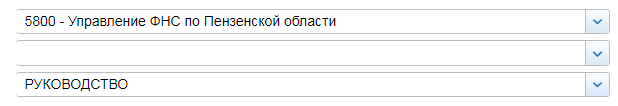 5800 - Управление ФНС по Пензенской области
РУКОВОДСТВО